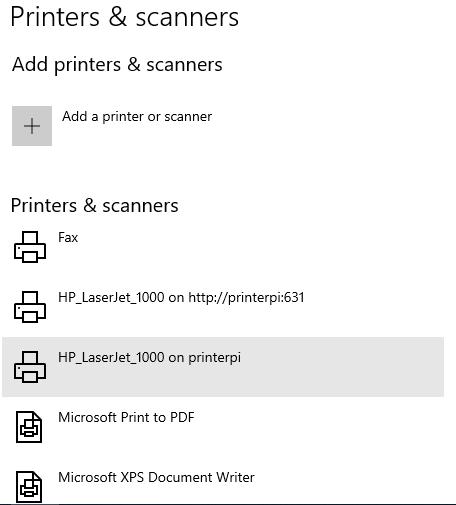 Printers & scanners
Add printers & scanners
Add a printer or scanner
Printers & scanners
Fax
HP_LaserJet_1000 on http://printerpi:631
HP_LaserJet_1000 on printerpi
Microsoft Print to PDF
Microsoft XPS Document Writer